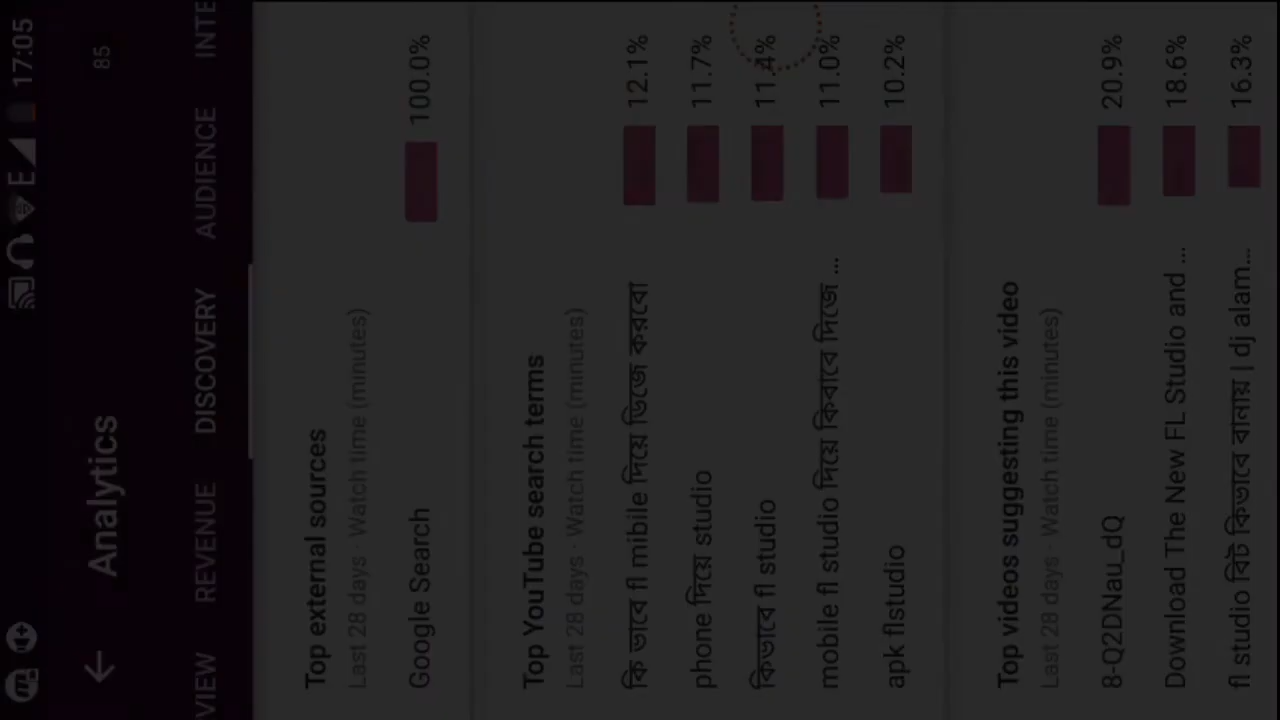 17:05
Analytics
85
VIEW REVENUE DISCOVERY AUDIENCE INTE
Top external sources
Last 28 days · Watch time (minutes)
Google Search 100.0%
Top YouTube search terms
Last 28 days · Watch time (minutes)
কি ভাবে fl mibile দিয়ে ডিজে করবো 12.1%
phone দিয়ে studio 11.7%
কিভাবে fl studio 11.4%
mobile fl studio দিয়ে কিবাবে দিজে ... 11.0%
apk flstudio 10.2%
Top videos suggesting this video
Last 28 days · Watch time (minutes)
8-Q2DNau_dQ 20.9%
Download The New FL Studio and ... 18.6%
fl studio বিট কিভাবে বানায় | dj alam... 16.3%